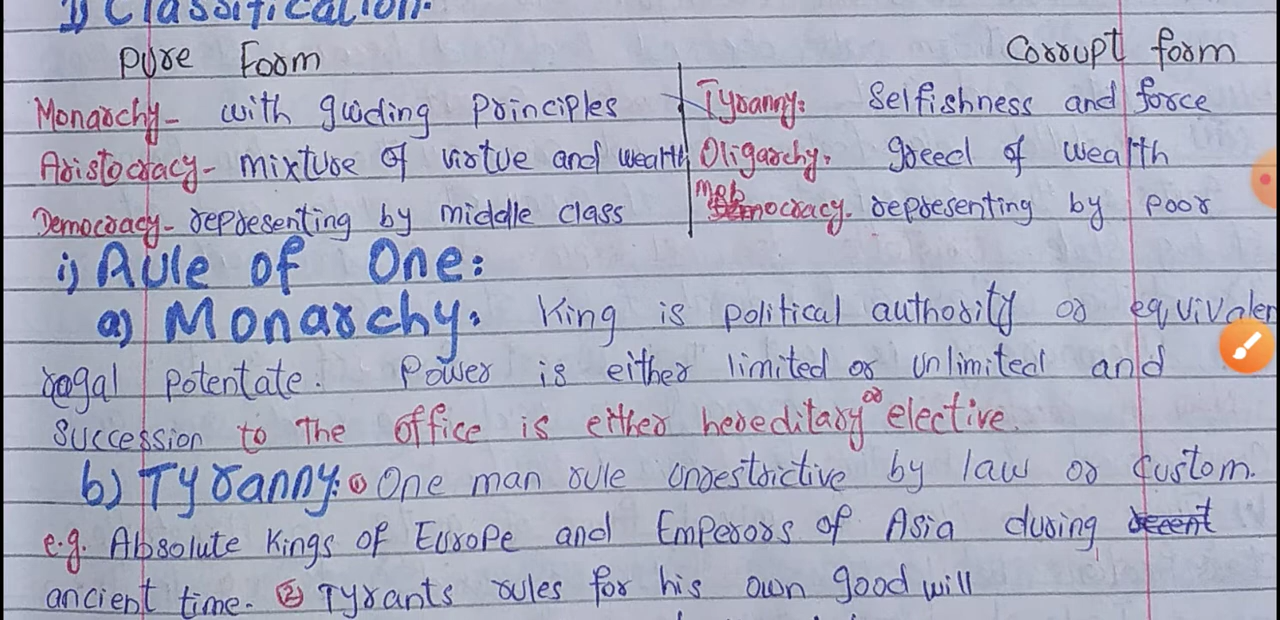 1) Classification:
Pure Form Corrupt form
Monarchy- with guiding Principles Tyranny: Selfishness and force
Aristocracy- mixture of virtue and wealth Oligarchy: greed of wealth
Democracy- representing by middle class Mobocracy. representing by poor
i) Rule of One:
a) Monarchy: King is political authority or equivalen
regal potentate. Power is either limited or unlimited and
Succession to the office is either hereditary or elective.
b) Tyranny: ① One man rule unrestrictive by law or custom.
e.g. Absolute Kings of Europe and Emperors of Asia during recent
ancient time. ② Tyrants rules for his own good will